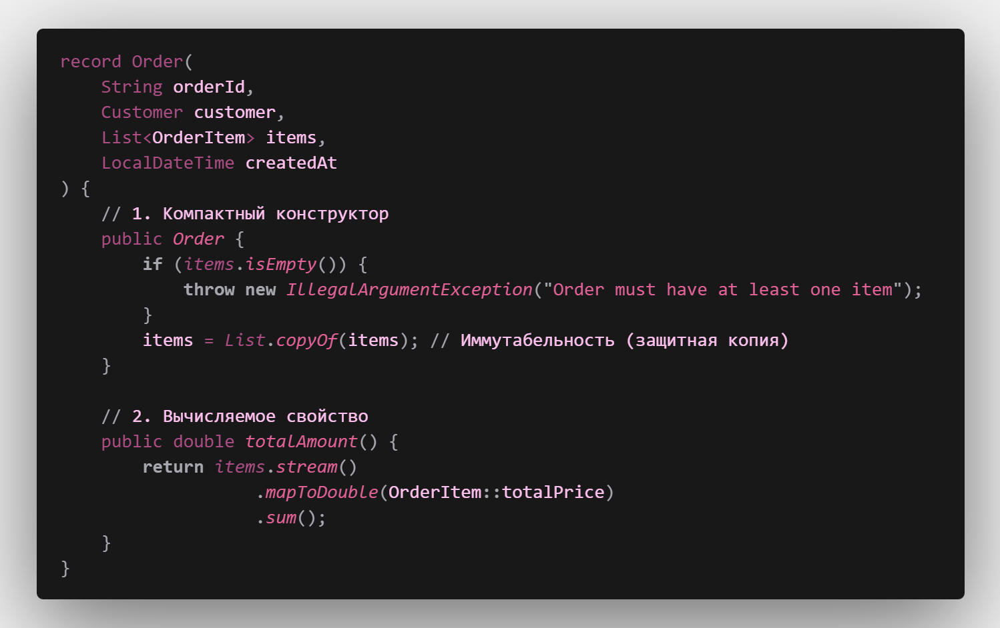 record Order(
    String orderId,
    Customer customer,
    List<OrderItem> items,
    LocalDateTime createdAt
) {
    // 1. Компактный конструктор
    public Order {
        if (items.isEmpty()) {
            throw new IllegalArgumentException("Order must have at least one item");
        }
        items = List.copyOf(items); // Иммутабельность (защитная копия)
    }

    // 2. Вычисляемое свойство
    public double totalAmount() {
        return items.stream()
                   .mapToDouble(OrderItem::totalPrice)
                   .sum();
    }
}